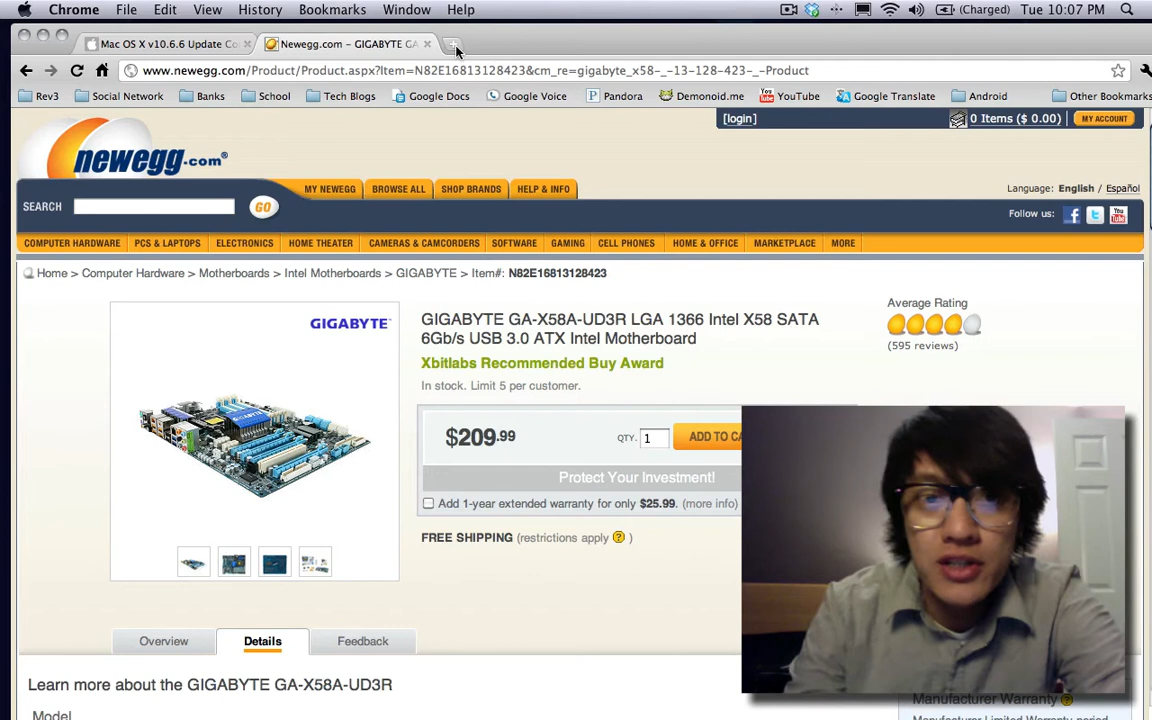 Chrome File Edit View History Bookmarks Window Help (Charged) Tue 10:07 PM
Mac OS X v10.6.6 Update Co Newegg.com – GIGABYTE GA
www.newegg.com/Product/Product.aspx?Item=N82E16813128423&cm_re=gigabyte_x58-_-13-128-423-_-Product
Rev3 Social Network Banks School Tech Blogs Google Docs Google Voice Pandora Demonoid.me YouTube Google Translate Android Other Bookmarks
[login] 0 Items ($ 0.00) MY ACCOUNT
newegg.com®
MY NEWEGG BROWSE ALL SHOP BRANDS HELP & INFO
Language: English / Español
SEARCH GO
Follow us:
COMPUTER HARDWARE PCS & LAPTOPS ELECTRONICS HOME THEATER CAMERAS & CAMCORDERS SOFTWARE GAMING CELL PHONES HOME & OFFICE MARKETPLACE MORE
Home > Computer Hardware > Motherboards > Intel Motherboards > GIGABYTE > Item#: N82E16813128423
GIGABYTE™
GIGABYTE GA-X58A-UD3R LGA 1366 Intel X58 SATA
6Gb/s USB 3.0 ATX Intel Motherboard
Xbitlabs Recommended Buy Award
In stock. Limit 5 per customer.
Average Rating
(595 reviews)
$209.99 QTY. 1 ADD TO CA
Protect Your Investment!
Add 1-year extended warranty for only $25.99. (more info)
FREE SHIPPING (restrictions apply ? )
Overview Details Feedback
Learn more about the GIGABYTE GA-X58A-UD3R
Model
Manufacturer Warranty ?
Manufacturer Limited Warranty period